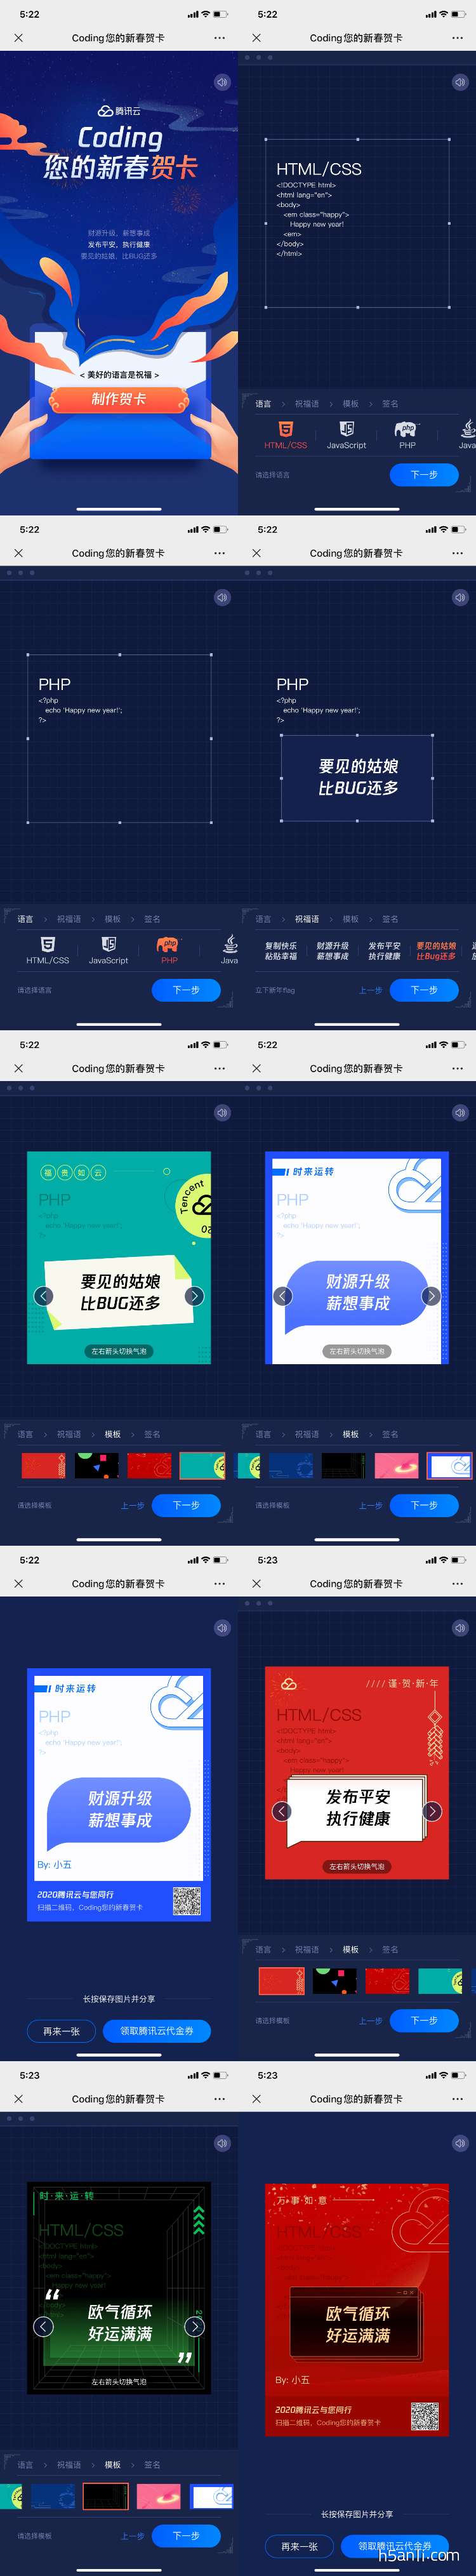 5:22
Coding您的新春贺卡
腾讯云
Coding
您的新春贺卡
财源升级，薪想事成
发布平安，执行健康
要见的姑娘，比BUG还多
< 美好的语言是祝福 >
制作贺卡
5:22
Coding您的新春贺卡
HTML/CSS
<!DOCTYPE html>
<html lang="en">
<body>
<em class="happy">
Happy new year!
<em>
</body>
</html>
语言 > 祝福语 > 模板 > 签名
HTML/CSS JavaScript PHP Java
请选择语言 下一步
5:22
Coding您的新春贺卡
PHP
<?php
echo 'Happy new year!';
?>
语言 > 祝福语 > 模板 > 签名
HTML/CSS JavaScript PHP Java
请选择语言 下一步
5:22
Coding您的新春贺卡
PHP
<?php
echo 'Happy new year!';
?>
要见的姑娘
比BUG还多
语言 > 祝福语 > 模板 > 签名
复制快乐 财源升级 发布平安 要见的姑娘
粘贴幸福 薪想事成 执行健康 比Bug还多
立下新年flag 上一步 下一步
5:22
Coding您的新春贺卡
福贵如云
Tencent
20
PHP
<?php
echo 'Happy new year!';
?>
要见的姑娘
比BUG还多
左右箭头切换气泡
语言 > 祝福语 > 模板 > 签名
请选择模板 上一步 下一步
5:22
Coding您的新春贺卡
时来运转
PHP
<?php
echo 'Happy new year!';
?>
财源升级
薪想事成
左右箭头切换气泡
语言 > 祝福语 > 模板 > 签名
请选择模板 上一步 下一步
5:22
Coding您的新春贺卡
时来运转
PHP
<?php
echo 'Happy new year!';
?>
财源升级
薪想事成
By: 小五
2020腾讯云与您同行
扫描二维码，Coding您的新春贺卡
长按保存图片并分享
再来一张 领取腾讯云代金券
5:23
Coding您的新春贺卡
//// 谨·贺·新·年
HTML/CSS
<!DOCTYPE html>
<html lang="en">
<body>
<em class="happy">
Happy new year!
发布平安
执行健康
左右箭头切换气泡
语言 > 祝福语 > 模板 > 签名
请选择模板 上一步 下一步
5:23
Coding您的新春贺卡
时·来·运·转
HTML/CSS
<!DOCTYPE html>
<html lang="en">
<body>
<em class="happy">
Happy new year!
欧气循环
好运满满
左右箭头切换气泡
语言 > 祝福语 > 模板 > 签名
请选择模板 上一步 下一步
5:23
Coding您的新春贺卡
万·事·如·意
HTML/CSS
<!DOCTYPE html>
欧气循环
好运满满
By: 小五
2020腾讯云与您同行
扫描二维码，Coding您的新春贺卡
长按保存图片并分享
再来一张 领取腾讯云代金券
h5anli.com